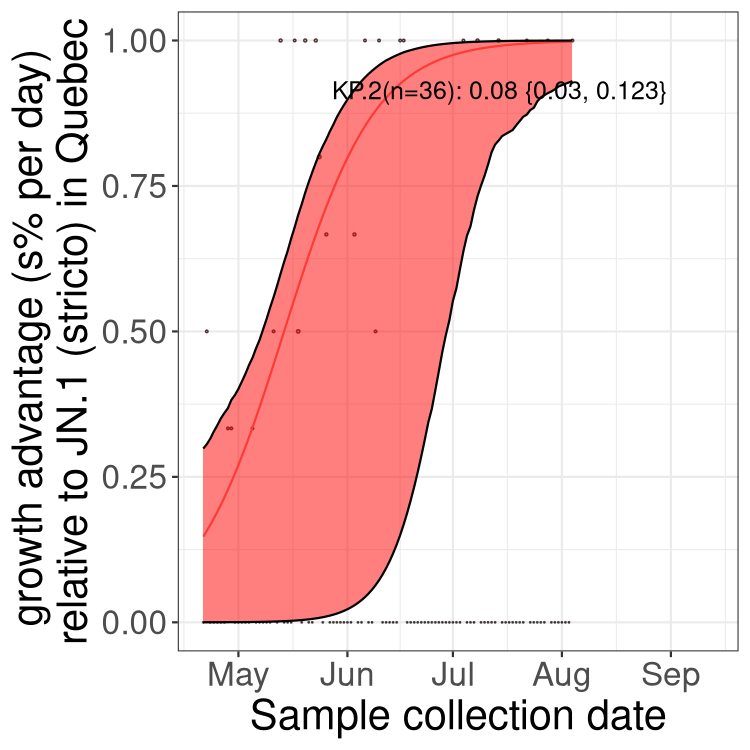 growth advantage (s% per day)
relative to JN.1 (stricto) in Quebec
1.00
0.75
0.50
0.25
0.00
KP.2(n=36): 0.08 {0.03, 0.123}
May Jun Jul Aug Sep
Sample collection date